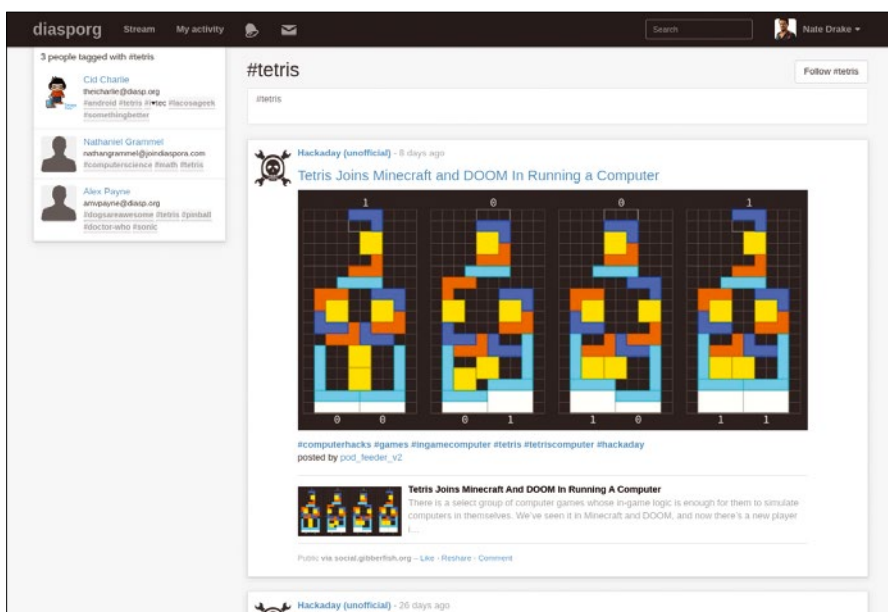 diasporg Stream My activity Search Nate Drake
3 people tagged with #tetris
Cid Charlie
theicharlie@diasp.org
#android #tetris #i♥tec #lacosageek
#somethingbetter
Nathaniel Grammel
nathangrammel@joindiaspora.com
#computerscience #math #tetris
Alex Payne
amvpayne@diasp.org
#dogsareawesome #tetris #pinball
#doctor-who #sonic
#tetris
Follow #tetris
#tetris
Hackaday (unofficial) - 8 days ago
Tetris Joins Minecraft and DOOM In Running a Computer
1 0 0 1
0 0 0 1 1 0 1 1
#computerhacks #games #ingamecomputer #tetris #tetriscomputer #hackaday
posted by pod_feeder_v2
Tetris Joins Minecraft And DOOM In Running A Computer
There is a select group of computer games whose in-game logic is enough for them to simulate
computers in themselves. We've seen it in Minecraft and DOOM, and now there's a new player
i…
Public via social.gibberfish.org – Like - Reshare - Comment
Hackaday (unofficial) - 26 days ago